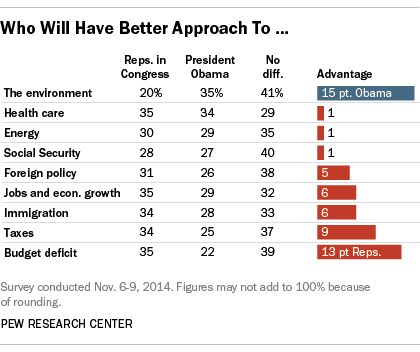 Who Will Have Better Approach To ...
Reps. in Congress President Obama No diff. Advantage
The environment 20% 35% 41% 15 pt. Obama
Health care 35 34 29 1
Energy 30 29 35 1
Social Security 28 27 40 1
Foreign policy 31 26 38 5
Jobs and econ. growth 35 29 32 6
Immigration 34 28 33 6
Taxes 34 25 37 9
Budget deficit 35 22 39 13 pt Reps.
Survey conducted Nov. 6-9, 2014. Figures may not add to 100% because
of rounding.
PEW RESEARCH CENTER